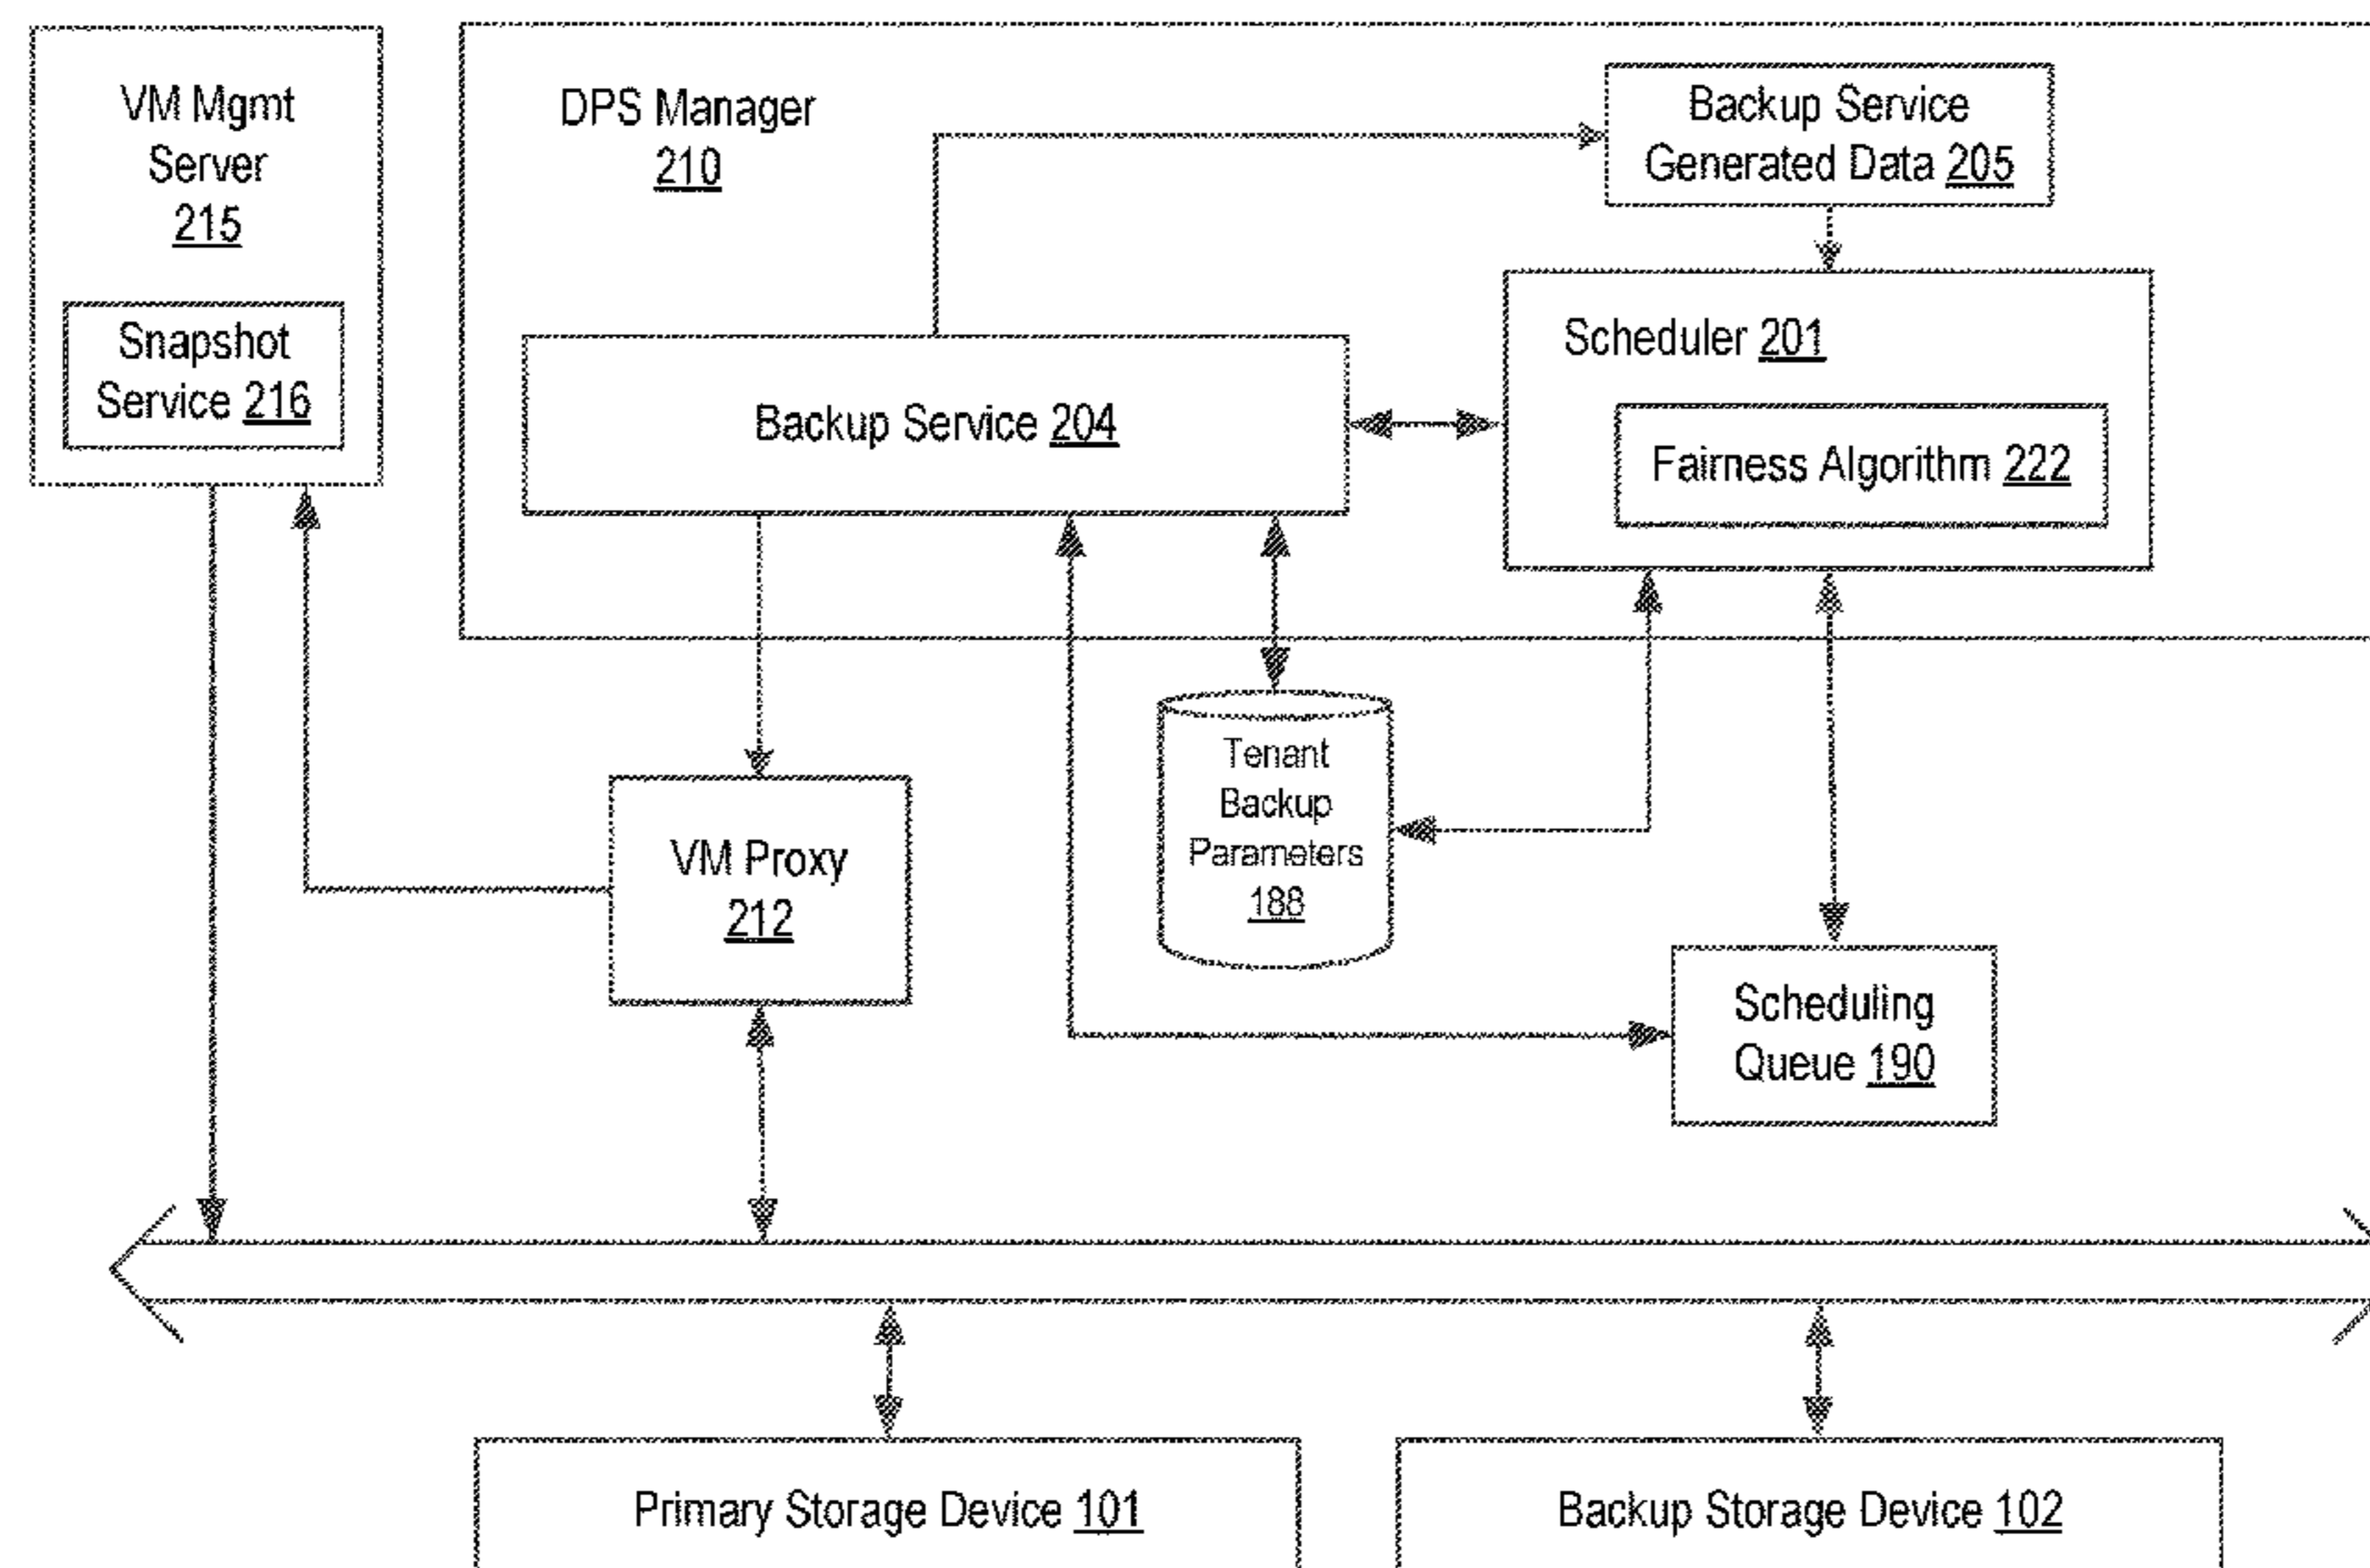 VM Mgmt
Server
215
Snapshot
Service 216
DPS Manager
210
Backup Service
Generated Data 205
Scheduler 201
Fairness Algorithm 222
Backup Service 204
VM Proxy
212
Tenant
Backup
Parameters
188
Scheduling
Queue 190
Primary Storage Device 101
Backup Storage Device 102